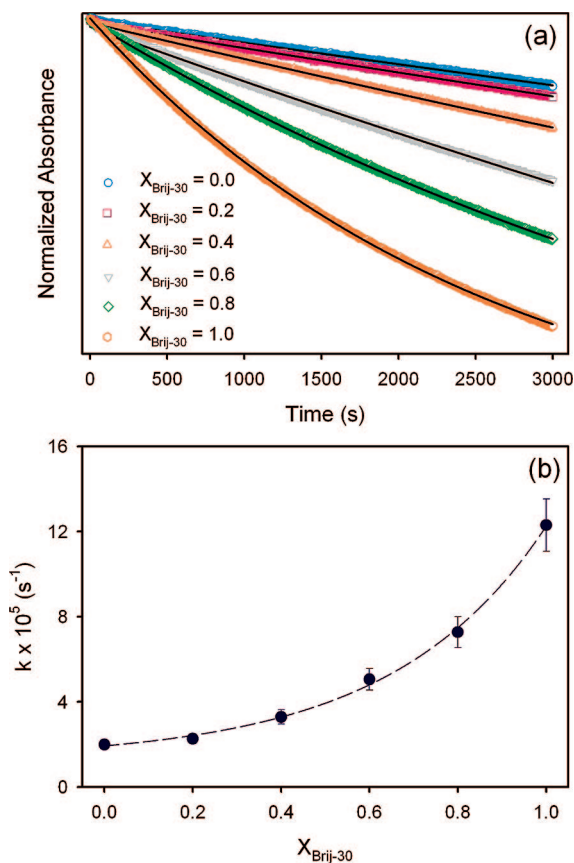 (a)
Normalized Absorbance
X_Brij-30 = 0.0
X_Brij-30 = 0.2
X_Brij-30 = 0.4
X_Brij-30 = 0.6
X_Brij-30 = 0.8
X_Brij-30 = 1.0
0 500 1000 1500 2000 2500 3000
Time (s)
(b)
k x 10^5 (s^-1)
16
12
8
4
0
0.0 0.2 0.4 0.6 0.8 1.0
X_Brij-30